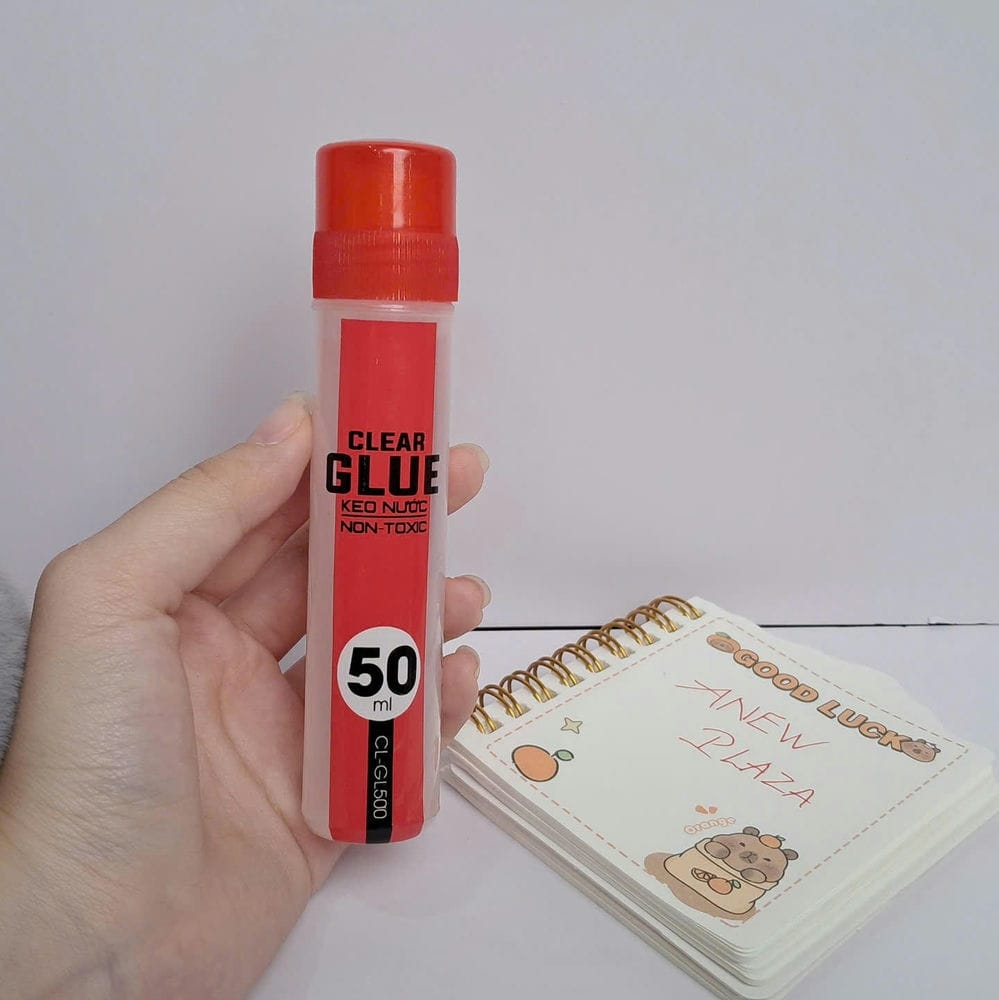 CLEAR
GLUE
KEO NƯỚC
NON-TOXIC
50
ml
CL-GL500
GOOD LUCK
ANEW
PLAZA
Orange